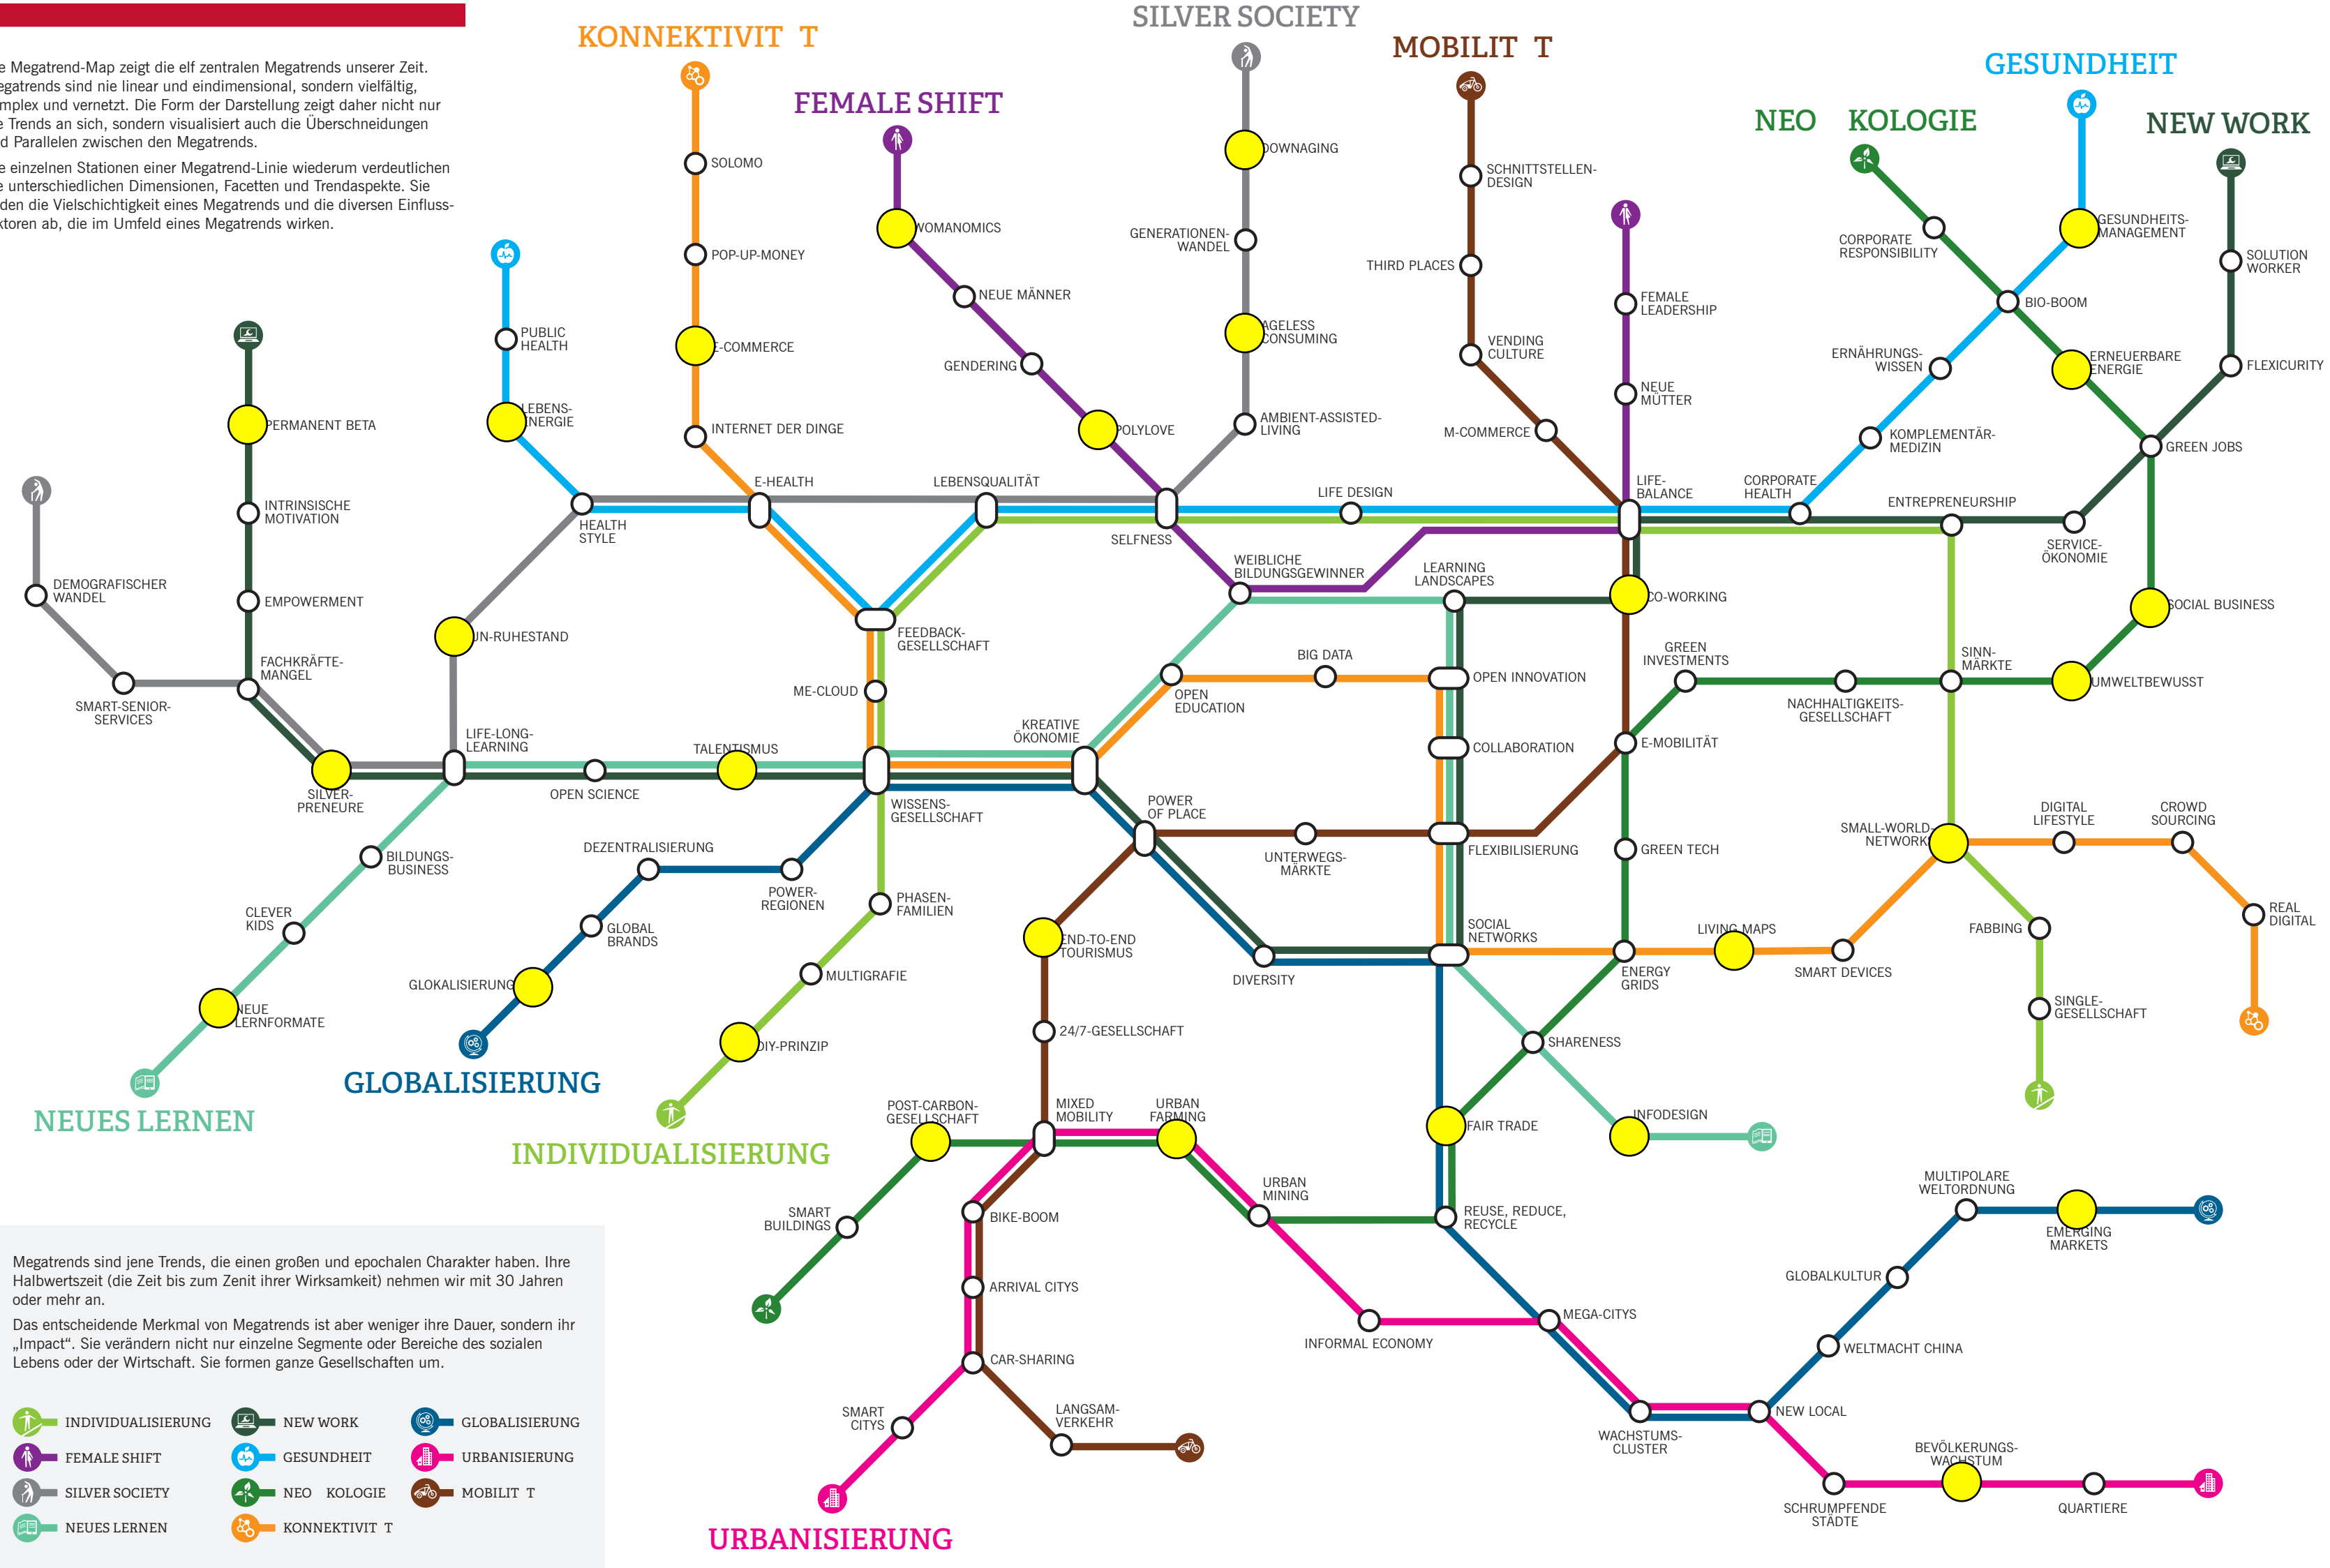 SILVER SOCIETY
KONNEKTIVIT T
MOBILIT T
GESUNDHEIT
FEMALE SHIFT
NEO KOLOGIE
NEW WORK
e Megatrend-Map zeigt die elf zentralen Megatrends unserer Zeit.
egatrends sind nie linear und eindimensional, sondern vielfältig,
mplex und vernetzt. Die Form der Darstellung zeigt daher nicht nur
e Trends an sich, sondern visualisiert auch die Überschneidungen
d Parallelen zwischen den Megatrends.
e einzelnen Stationen einer Megatrend-Linie wiederum verdeutlichen
e unterschiedlichen Dimensionen, Facetten und Trendaspekte. Sie
den die Vielschichtigkeit eines Megatrends und die diversen Einfluss-
ktoren ab, die im Umfeld eines Megatrends wirken.
SOLOMO
POP-UP-MONEY
E-COMMERCE
INTERNET DER DINGE
WOMANOMICS
NEUE MÄNNER
GENDERING
POLYLOVE
DOWNAGING
GENERATIONEN-
WANDEL
AGELESS
CONSUMING
AMBIENT-ASSISTED-
LIVING
SCHNITTSTELLEN-
DESIGN
THIRD PLACES
VENDING
CULTURE
M-COMMERCE
FEMALE
LEADERSHIP
NEUE
MÜTTER
CORPORATE
RESPONSIBILITY
GESUNDHEITS-
MANAGEMENT
BIO-BOOM
SOLUTION
WORKER
ERNÄHRUNGS-
WISSEN
ERNEUERBARE
ENERGIE
FLEXICURITY
KOMPLEMENTÄR-
MEDIZIN
GREEN JOBS
PUBLIC
HEALTH
LEBENS-
ENERGIE
PERMANENT BETA
INTRINSISCHE
MOTIVATION
EMPOWERMENT
FACHKRÄFTE-
MANGEL
DEMOGRAFISCHER
WANDEL
SMART-SENIOR-
SERVICES
HEALTH
STYLE
E-HEALTH
LEBENSQUALITÄT
SELFNESS
LIFE DESIGN
LIFE-
BALANCE
CORPORATE
HEALTH
ENTREPRENEURSHIP
SERVICE-
ÖKONOMIE
UN-RUHESTAND
FEEDBACK-
GESELLSCHAFT
WEIBLICHE
BILDUNGSGEWINNER
LEARNING
LANDSCAPES
CO-WORKING
SOCIAL BUSINESS
ME-CLOUD
OPEN
EDUCATION
BIG DATA
OPEN INNOVATION
GREEN
INVESTMENTS
NACHHALTIGKEITS-
GESELLSCHAFT
SINN-
MÄRKTE
UMWELTBEWUSST
SILVER-
PRENEURE
LIFE-LONG-
LEARNING
OPEN SCIENCE
TALENTISMUS
WISSENS-
GESELLSCHAFT
KREATIVE
ÖKONOMIE
COLLABORATION
E-MOBILITÄT
POWER
OF PLACE
UNTERWEGS-
MÄRKTE
FLEXIBILISIERUNG
GREEN TECH
SMALL-WORLD-
NETWORK
DIGITAL
LIFESTYLE
CROWD
SOURCING
REAL
DIGITAL
BILDUNGS-
BUSINESS
CLEVER
KIDS
NEUE
LERNFORMATE
DEZENTRALISIERUNG
POWER-
REGIONEN
GLOBAL
BRANDS
GLOKALISIERUNG
PHASEN-
FAMILIEN
MULTIGRAFIE
DIY-PRINZIP
END-TO-END
TOURISMUS
24/7-GESELLSCHAFT
DIVERSITY
SOCIAL
NETWORKS
ENERGY
GRIDS
LIVING MAPS
SMART DEVICES
FABBING
SINGLE-
GESELLSCHAFT
SHARENESS
NEUES LERNEN
GLOBALISIERUNG
INDIVIDUALISIERUNG
POST-CARBON-
GESELLSCHAFT
MIXED
MOBILITY
URBAN
FARMING
FAIR TRADE
INFODESIGN
SMART
BUILDINGS
BIKE-BOOM
URBAN
MINING
REUSE, REDUCE,
RECYCLE
MULTIPOLARE
WELTORDNUNG
EMERGING
MARKETS
ARRIVAL CITYS
GLOBALKULTUR
CAR-SHARING
INFORMAL ECONOMY
MEGA-CITYS
WELTMACHT CHINA
SMART
CITYS
LANGSAM-
VERKEHR
WACHSTUMS-
CLUSTER
NEW LOCAL
BEVÖLKERUNGS-
WACHSTUM
SCHRUMPFENDE
STÄDTE
QUARTIERE
URBANISIERUNG
Megatrends sind jene Trends, die einen großen und epochalen Charakter haben. Ihre
Halbwertszeit (die Zeit bis zum Zenit ihrer Wirksamkeit) nehmen wir mit 30 Jahren
oder mehr an.
Das entscheidende Merkmal von Megatrends ist aber weniger ihre Dauer, sondern ihr
„Impact“. Sie verändern nicht nur einzelne Segmente oder Bereiche des sozialen
Lebens oder der Wirtschaft. Sie formen ganze Gesellschaften um.
INDIVIDUALISIERUNG
NEW WORK
GLOBALISIERUNG
FEMALE SHIFT
GESUNDHEIT
URBANISIERUNG
SILVER SOCIETY
NEO KOLOGIE
MOBILIT T
NEUES LERNEN
KONNEKTIVIT T